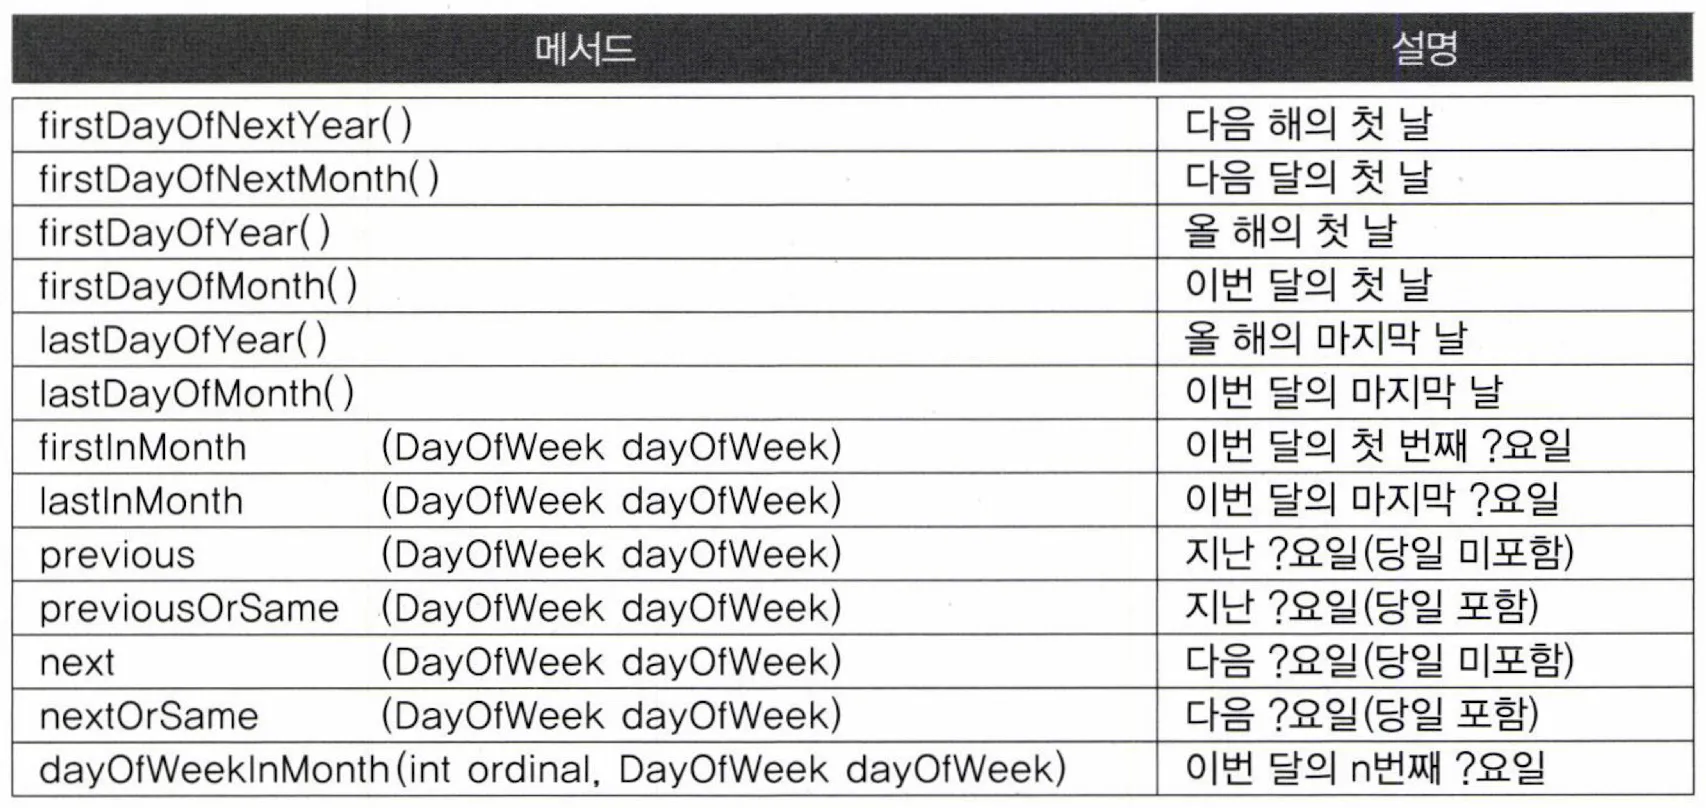 메서드 설명
firstDayOfNextYear() 다음 해의 첫 날
firstDayOfNextMonth() 다음 달의 첫 날
firstDayOfYear() 올 해의 첫 날
firstDayOfMonth() 이번 달의 첫 날
lastDayOfYear() 올 해의 마지막 날
lastDayOfMonth() 이번 달의 마지막 날
firstInMonth (DayOfWeek dayOfWeek) 이번 달의 첫 번째 ?요일
lastInMonth (DayOfWeek dayOfWeek) 이번 달의 마지막 ?요일
previous (DayOfWeek dayOfWeek) 지난 ?요일(당일 미포함)
previousOrSame (DayOfWeek dayOfWeek) 지난 ?요일(당일 포함)
next (DayOfWeek dayOfWeek) 다음 ?요일(당일 미포함)
nextOrSame (DayOfWeek dayOfWeek) 다음 ?요일(당일 포함)
dayOfWeekInMonth(int ordinal, DayOfWeek dayOfWeek) 이번 달의 n번째 ?요일